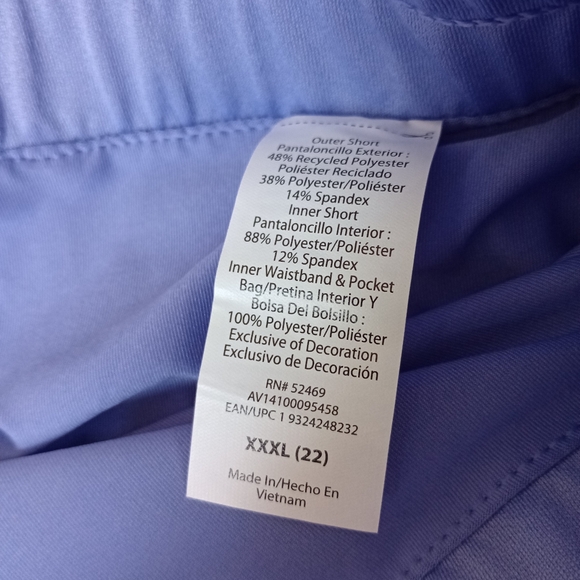 Outer Short
Pantaloncillo Exterior :
48% Recycled Polyester
Poliéster Reciclado
38% Polyester/Poliéster
14% Spandex
Inner Short
Pantaloncillo Interior :
88% Polyester/Poliéster
12% Spandex
Inner Waistband & Pocket
Bag/Pretina Interior Y
Bolsa Del Bolsillo :
100% Polyester/Poliéster
Exclusive of Decoration
Exclusivo de Decoración
RN# 52469
AV14100095458
EAN/UPC 1 9324248232
XXXL (22)
Made In/Hecho En
Vietnam